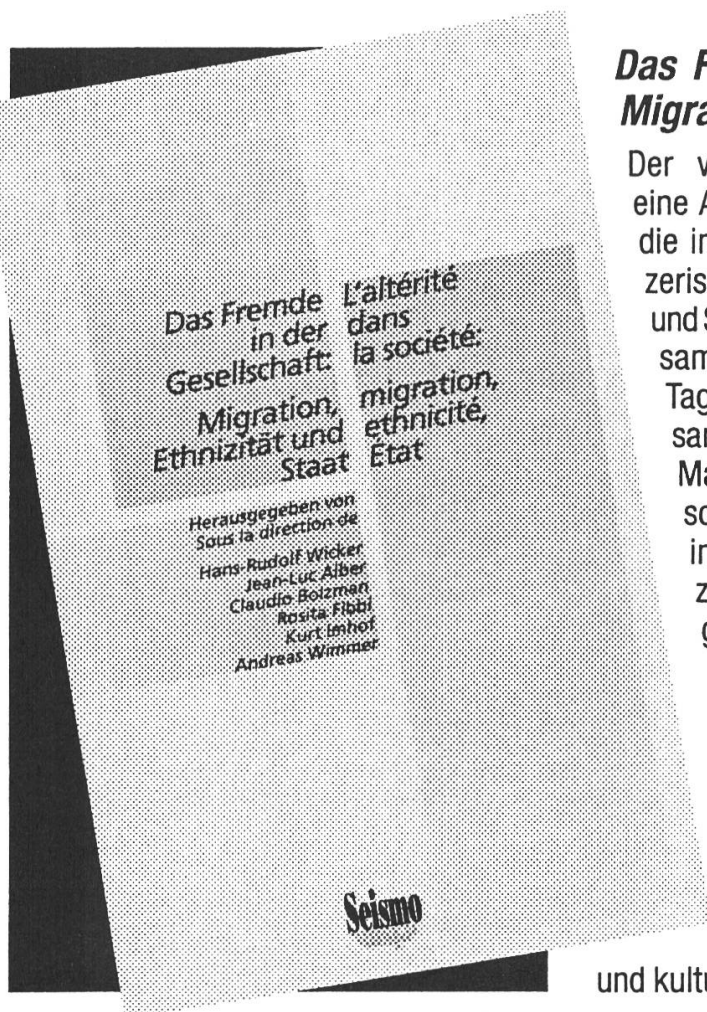 Das Fremde
in der
Gesellschaft:
Migration,
Ethnizität und
Staat
L'altérité
dans
la société:
migration,
ethnicité,
État
Herausgegeben von
Sous la direction de
Hans-Rudolf Wicker
Jean-Luc Alber
Claudio Bolzman
Rosita Fibbi
Kurt Imhof
Andreas Wimmer
Seismo
Das F
Migra
Der v
eine A
die in
zeris
und S
sam
Tag
Ma
sc
in
z
g
und kultu